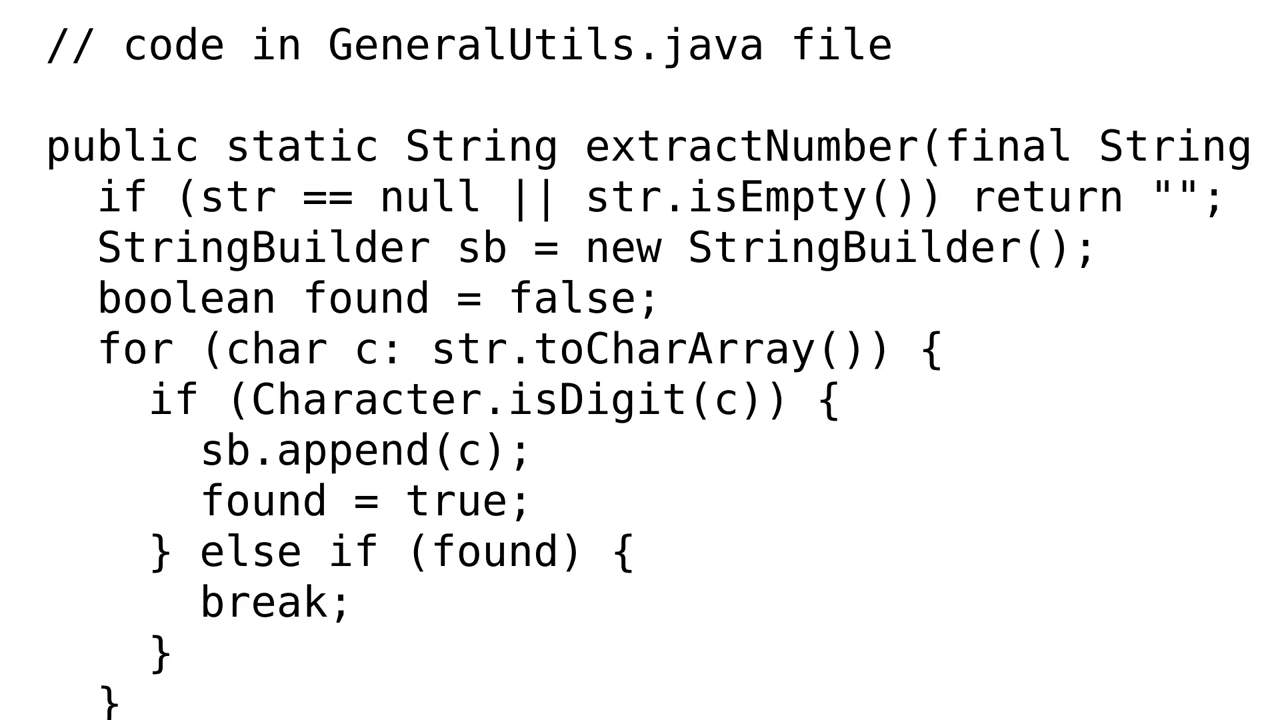 // code in GeneralUtils.java file
public static String extractNumber(final String
if (str == null || str.isEmpty()) return "";
StringBuilder sb = new StringBuilder();
boolean found = false;
for (char c: str.toCharArray()) {
if (Character.isDigit(c)) {
sb.append(c);
found = true;
} else if (found) {
break;
}
}